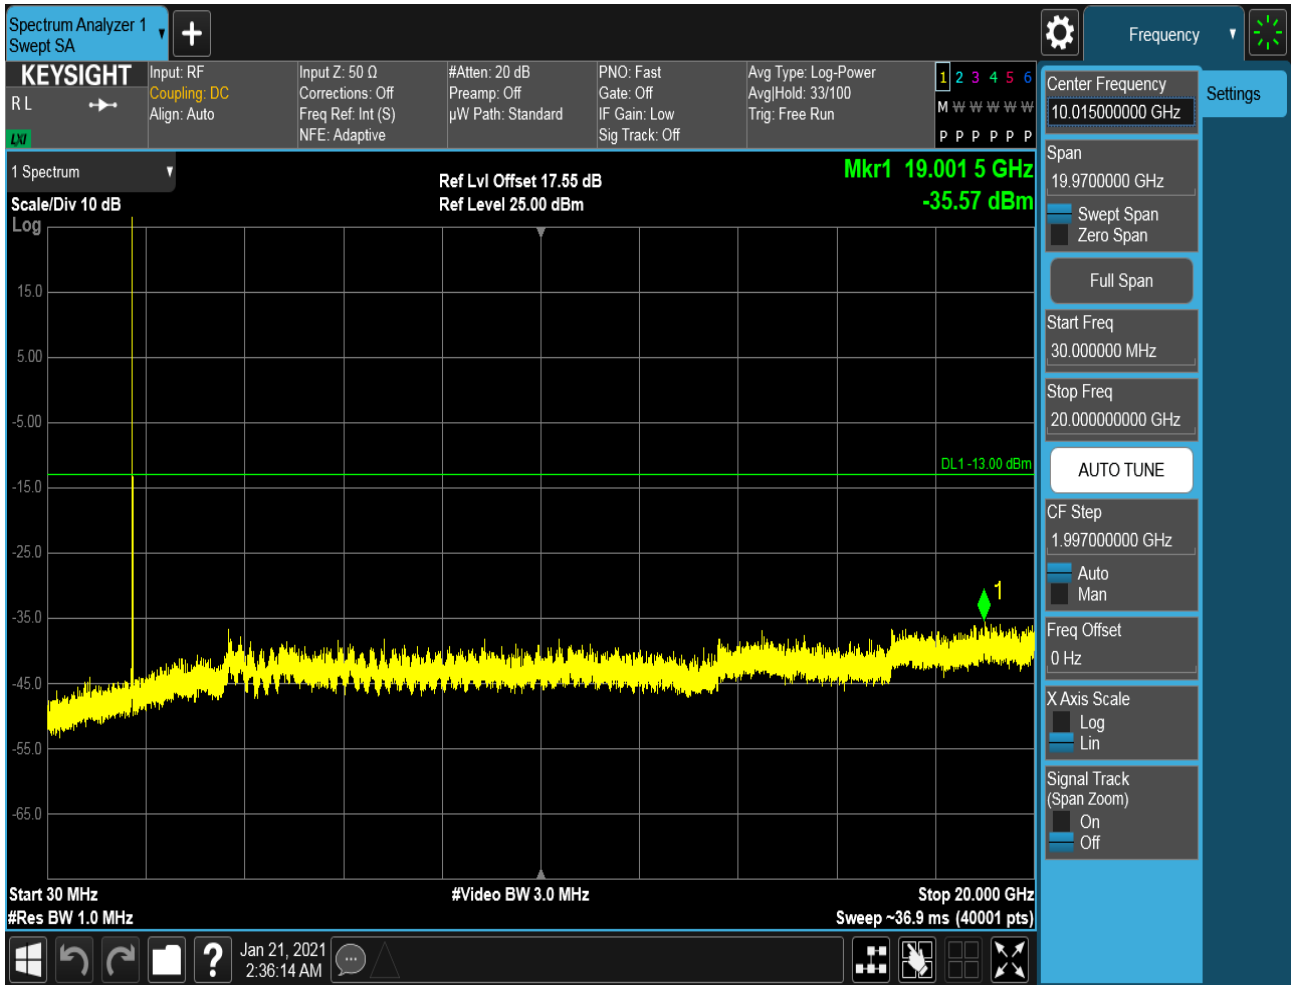 Spectrum Analyzer 1
Swept SA
Frequency
KEYSIGHT
R L
LXI
Input: RF
Coupling: DC
Align: Auto
Input Z: 50 Ω
Corrections: Off
Freq Ref: Int (S)
NFE: Adaptive
#Atten: 20 dB
Preamp: Off
µW Path: Standard
PNO: Fast
Gate: Off
IF Gain: Low
Sig Track: Off
Avg Type: Log-Power
Avg|Hold: 33/100
Trig: Free Run
1 2 3 4 5 6
M W W W W W
P P P P P P
1 Spectrum
Scale/Div 10 dB
Log
Ref Lvl Offset 17.55 dB
Ref Level 25.00 dBm
Mkr1 19.001 5 GHz
-35.57 dBm
15.0
5.00
-5.00
-15.0
-25.0
-35.0
-45.0
-55.0
-65.0
DL1 -13.00 dBm
1
Start 30 MHz
#Res BW 1.0 MHz
#Video BW 3.0 MHz
Stop 20.000 GHz
Sweep ~36.9 ms (40001 pts)
Jan 21, 2021
2:36:14 AM
Center Frequency
10.015000000 GHz
Settings
Span
19.9700000 GHz
Swept Span
Zero Span
Full Span
Start Freq
30.000000 MHz
Stop Freq
20.000000000 GHz
AUTO TUNE
CF Step
1.997000000 GHz
Auto
Man
Freq Offset
0 Hz
X Axis Scale
Log
Lin
Signal Track
(Span Zoom)
On
Off